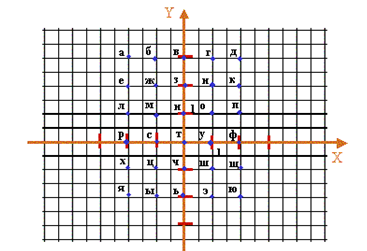 Y
а б в г д
е ж з и к
л м н 1 о п
р с т у ф
1 X
х ц ч ш щ
я ы ь э ю